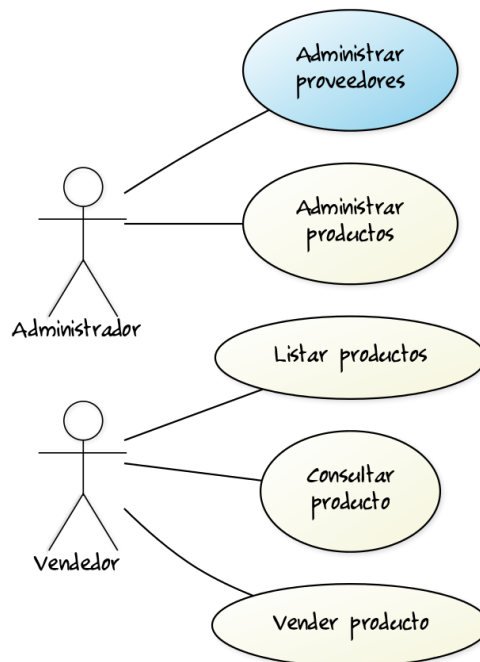 Administrar
proveedores
Administrar
productos
Administrador
Listar productos
Consultar
producto
Vendedor
Vender producto